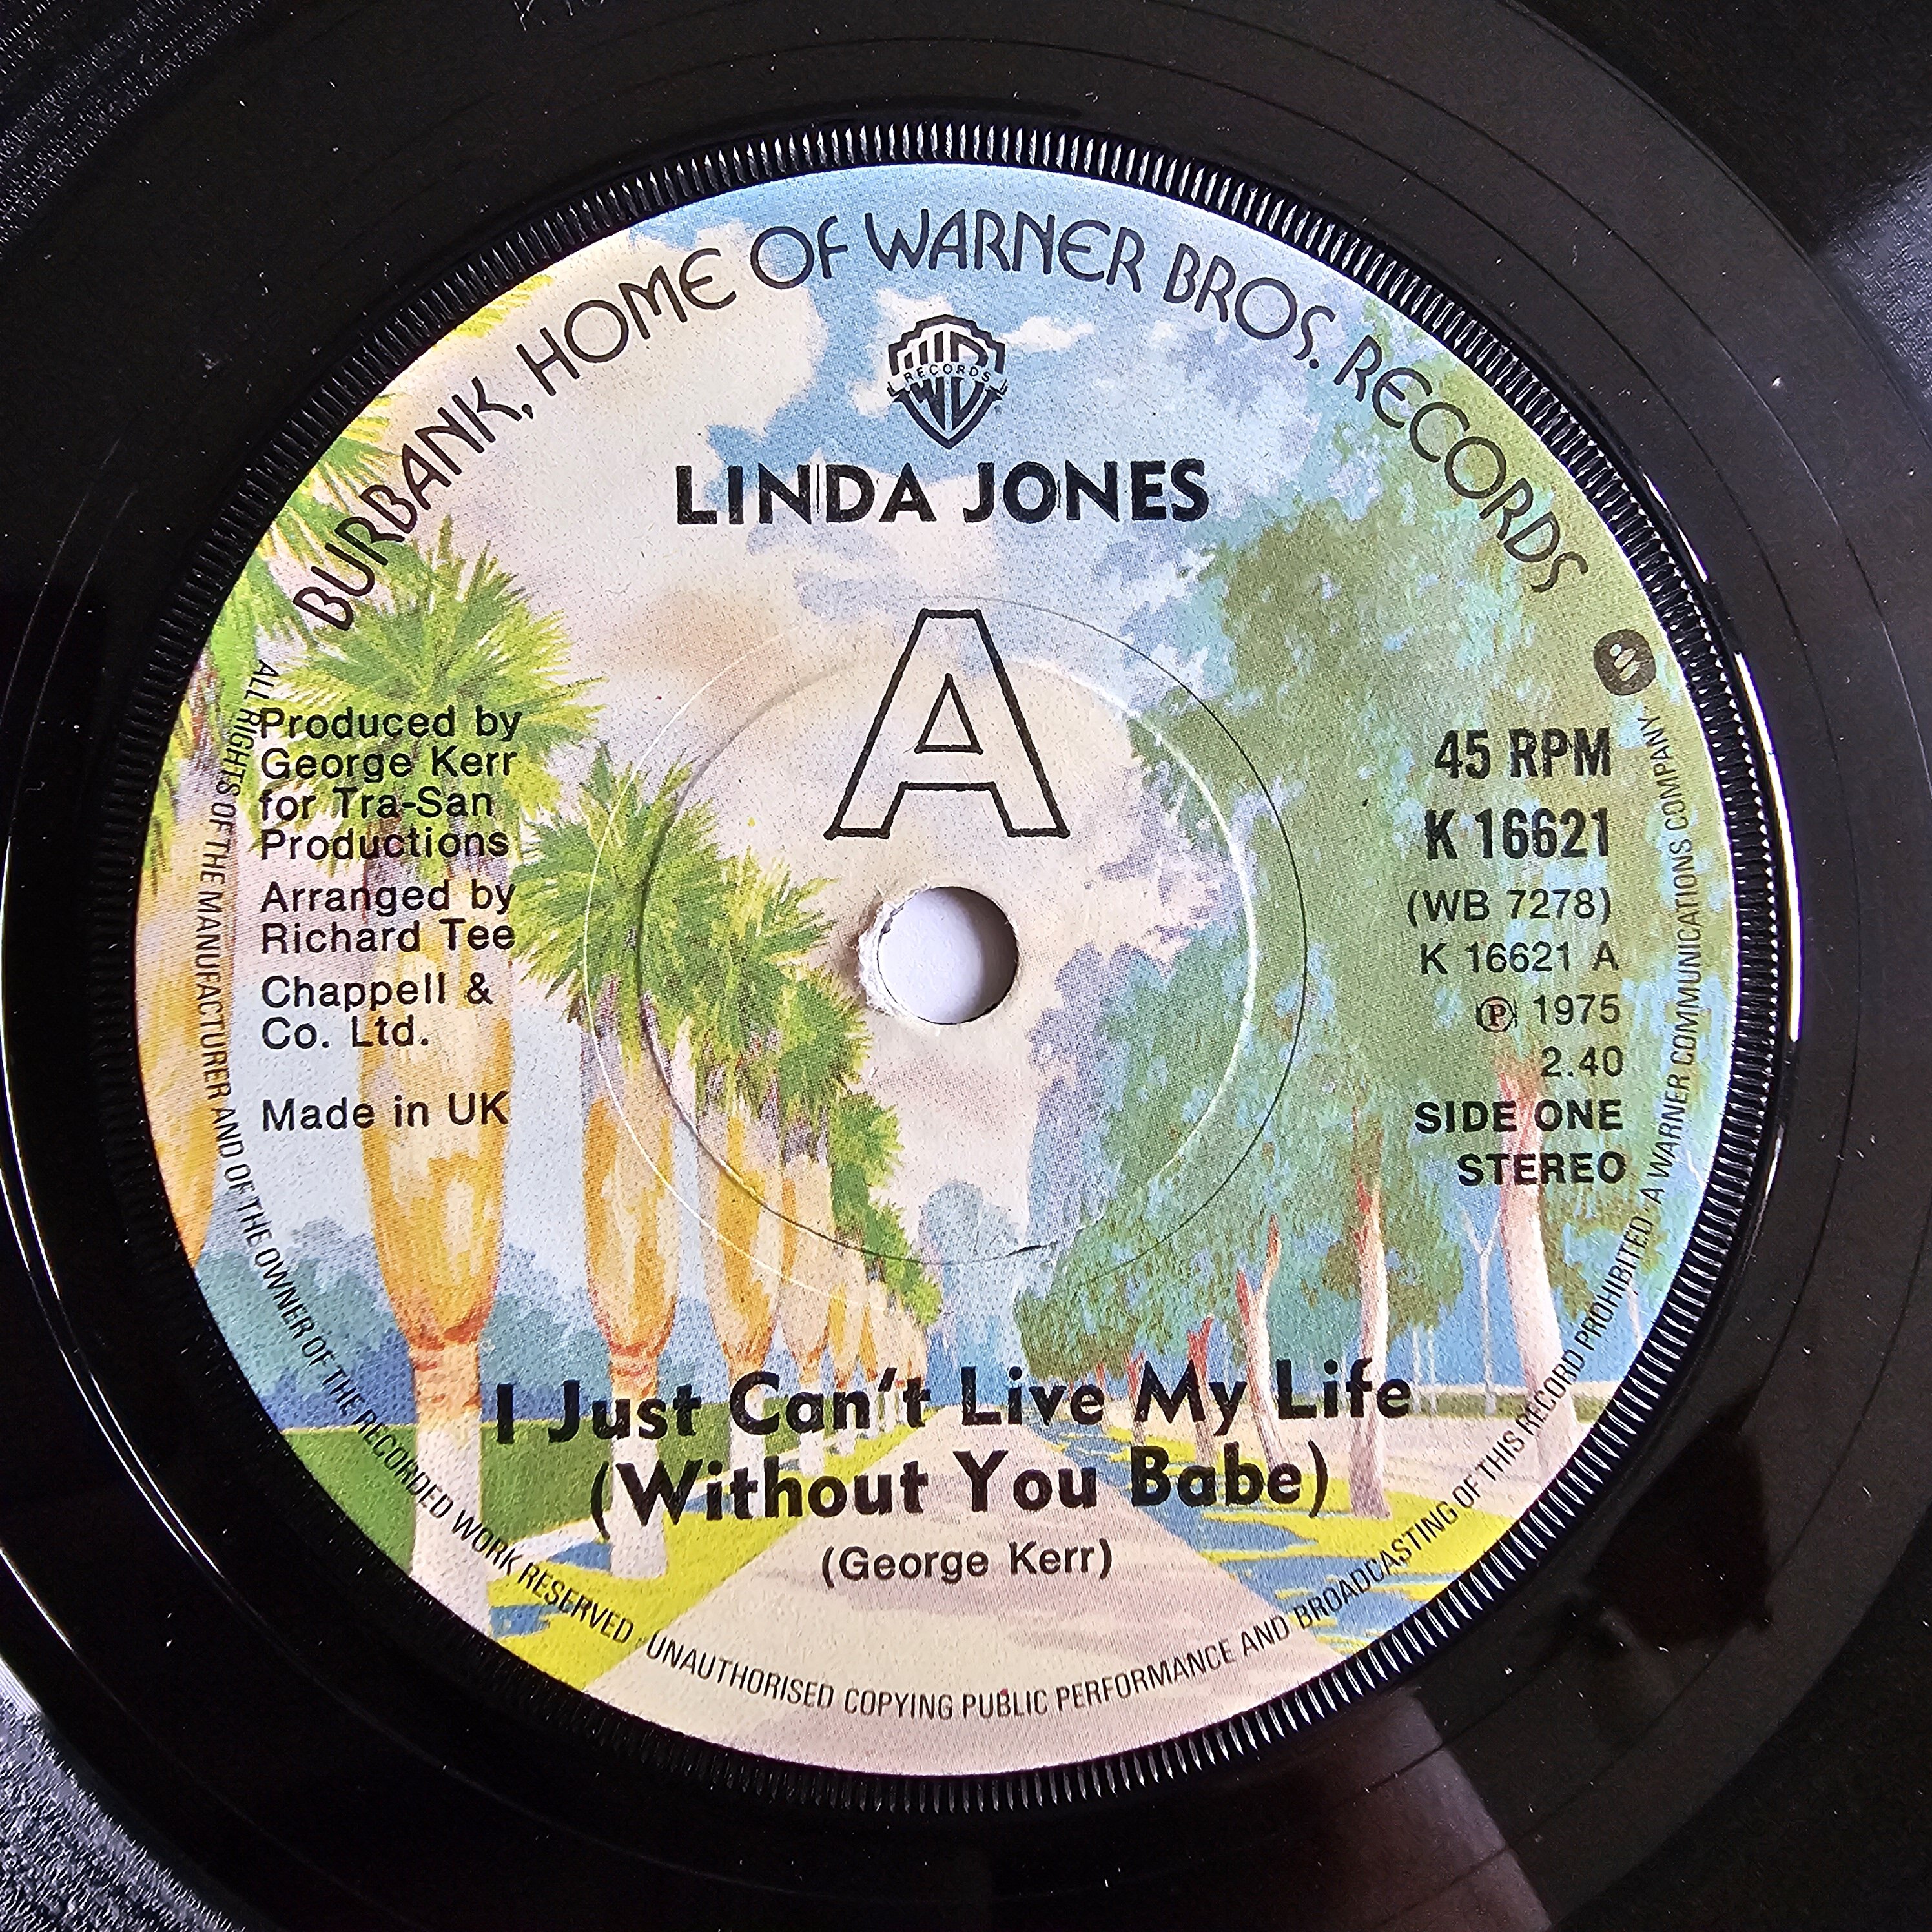 BURBANK, HOME OF WARNER BROS. RECORDS
RECORDS
LINDA JONES
A
Produced by
George Kerr
for Tra-San
Productions
Arranged by
Richard Tee
Chappell &
Co. Ltd.
Made in UK
45 RPM
K 16621
(WB 7278)
K 16621 A
Ⓟ 1975
2.40
SIDE ONE
STEREO
I Just Can't Live My Life
(Without You Babe)
(George Kerr)
ALL RIGHTS OF THE MANUFACTURER AND OF THE OWNER OF THE RECORDED WORK RESERVED · UNAUTHORISED COPYING PUBLIC PERFORMANCE AND BROADCASTING OF THIS RECORD PROHIBITED. A WARNER COMMUNICATIONS COMPANY.